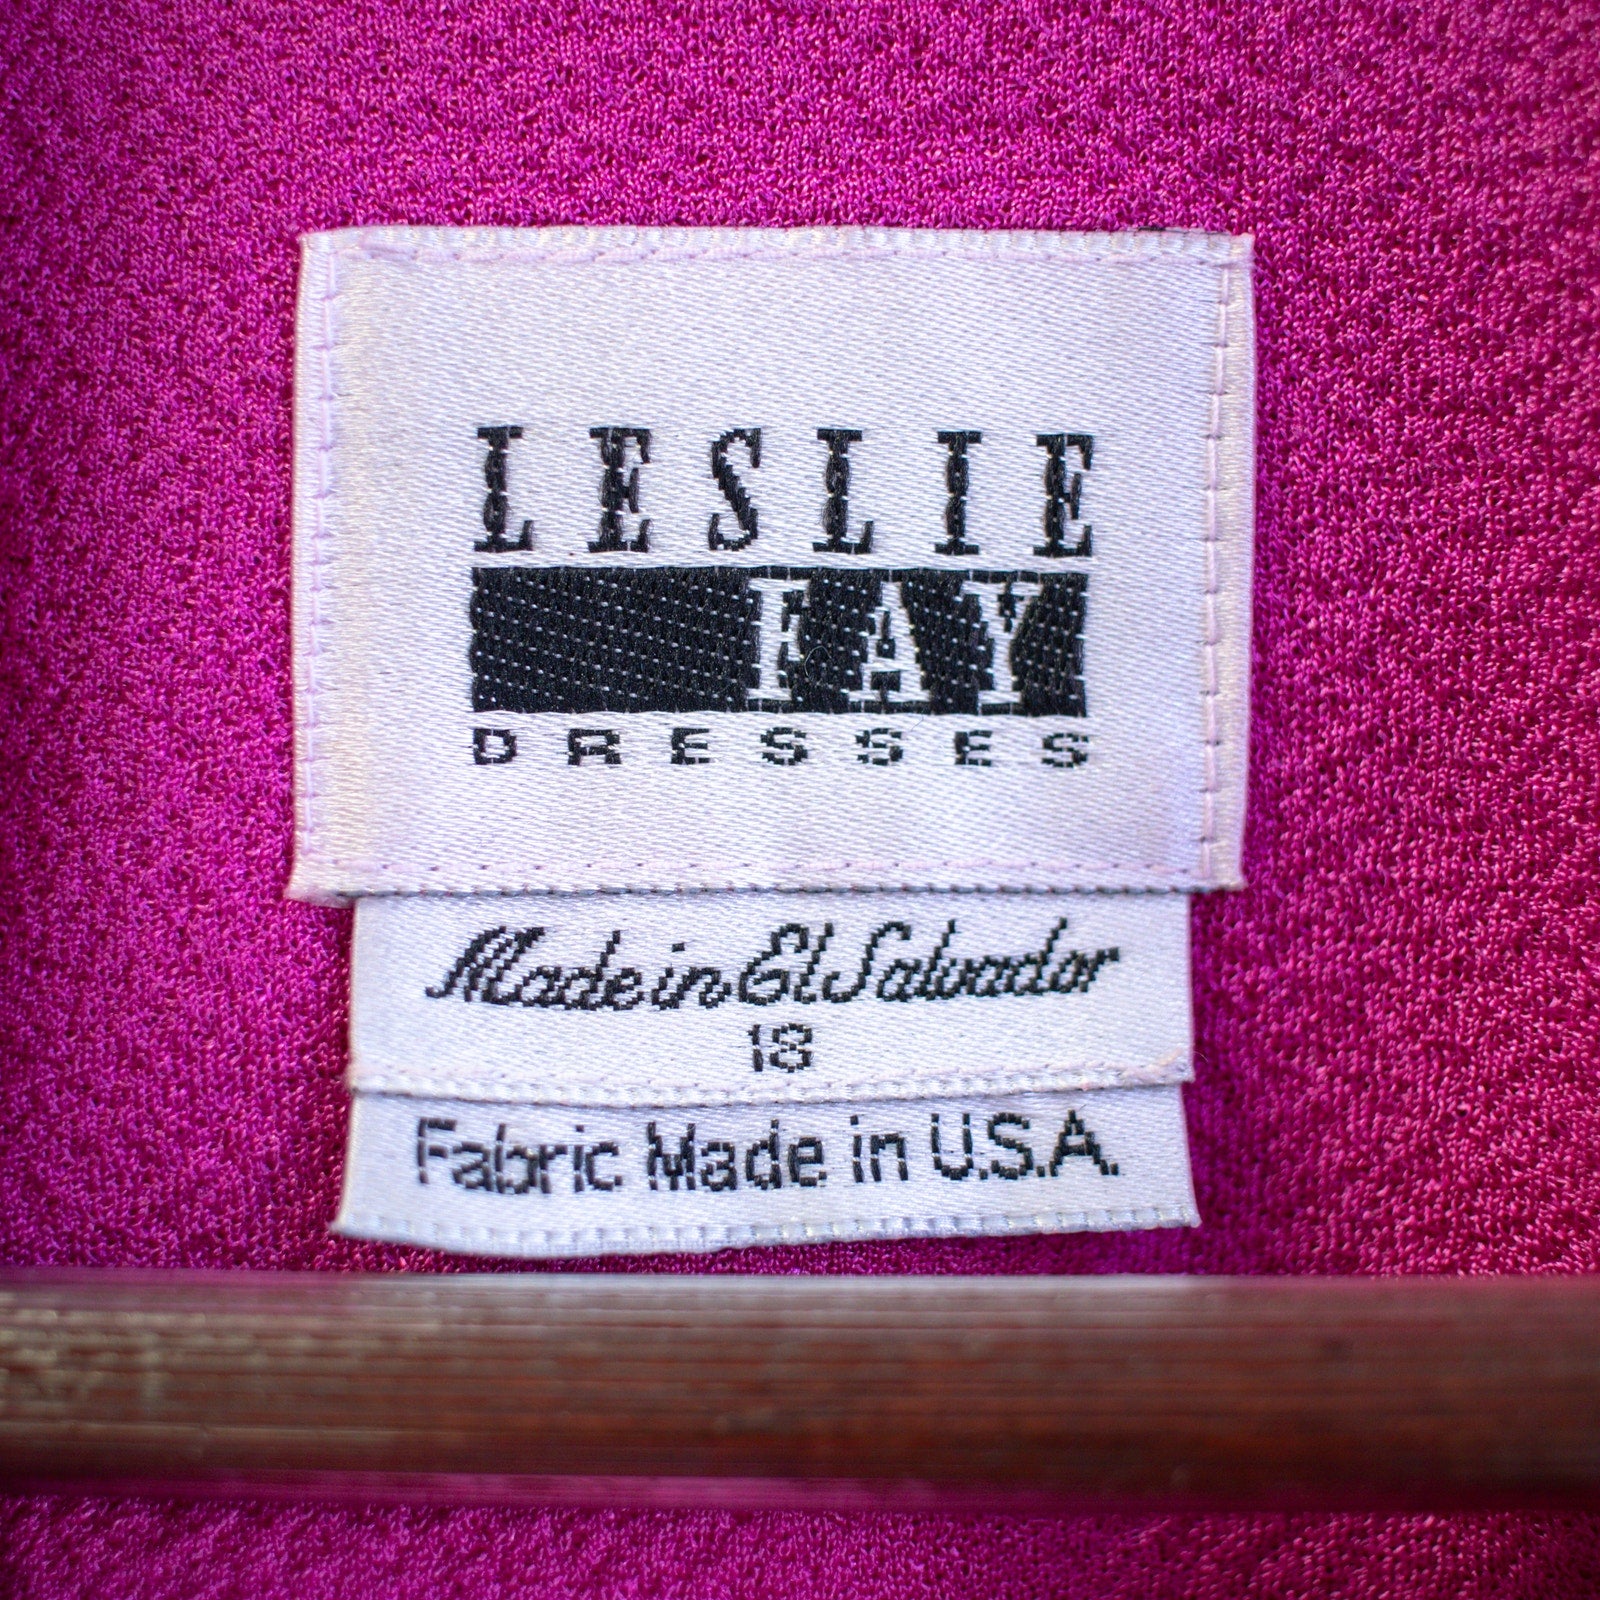 LESLIE
FAY
DRESSES
Made in El Salvador
18
Fabric Made in U.S.A.